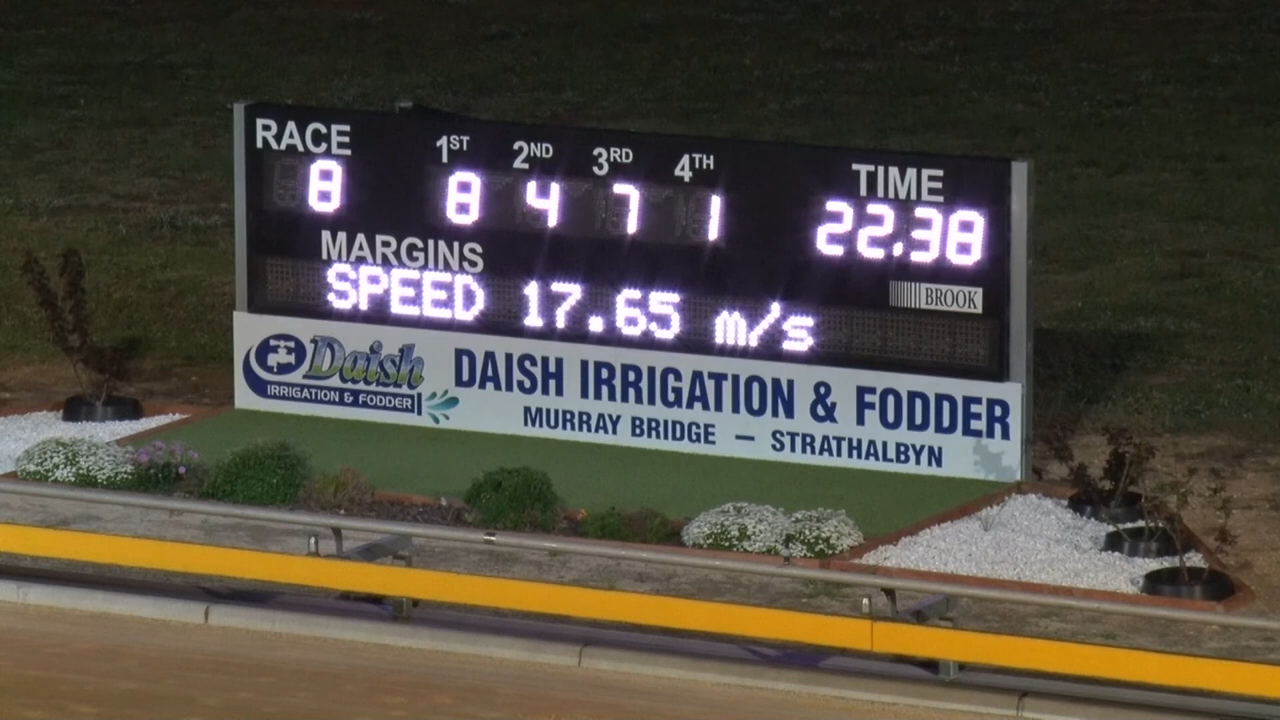 RACE 1ST 2ND 3RD 4TH TIME
8 8 4 7 1 22.38
MARGINS
SPEED 17.65 m/s
BROOK
Daish
IRRIGATION & FODDER
DAISH IRRIGATION & FODDER
MURRAY BRIDGE – STRATHALBYN